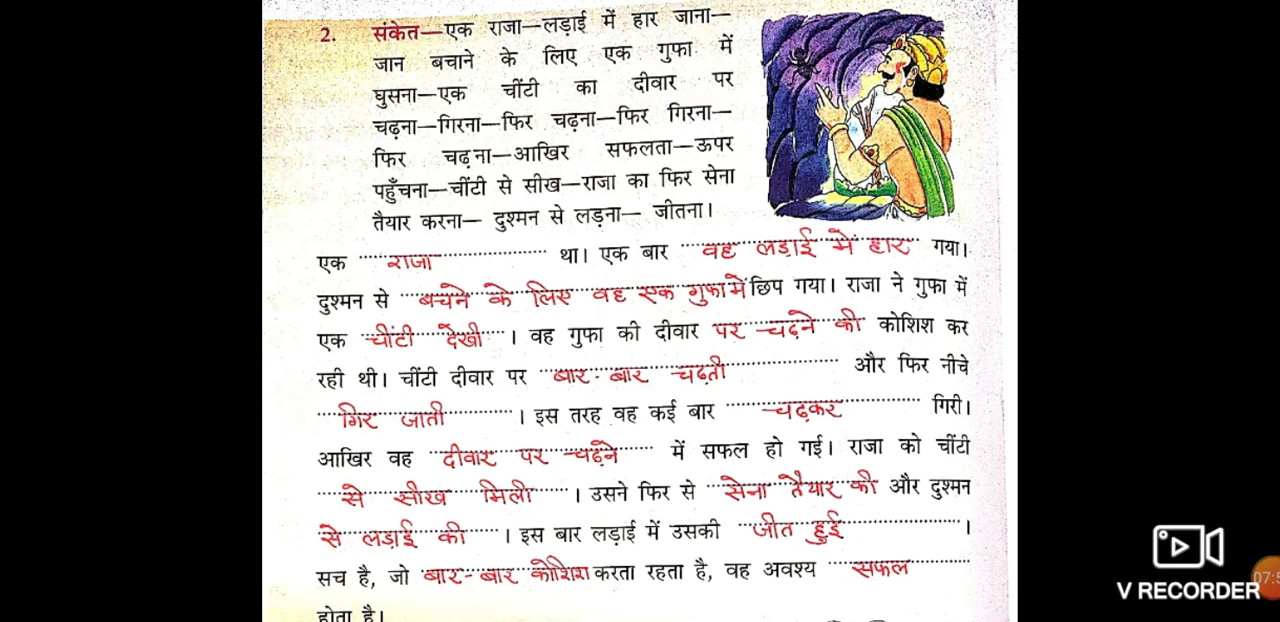 2. संकेत—एक राजा—लड़ाई में हार जाना—
जान बचाने के लिए एक गुफा में
घुसना—एक चींटी का दीवार पर
चढ़ना—गिरना—फिर चढ़ना—फिर गिरना—
फिर चढ़ना—आखिर सफलता—ऊपर
पहुँचना—चींटी से सीख—राजा का फिर सेना
तैयार करना— दुश्मन से लड़ना— जीतना।
एक राजा था। एक बार वह लड़ाई में हार गया।
दुश्मन से बचने के लिए वह एक गुफा में छिप गया। राजा ने गुफा में
एक चींटी देखी । वह गुफा की दीवार पर चढ़ने की कोशिश कर
रही थी। चींटी दीवार पर बार-बार चढ़ती और फिर नीचे
गिर जाती । इस तरह वह कई बार चढ़कर गिरी।
आखिर वह दीवार पर चढ़ने में सफल हो गई। राजा को चींटी
से सीख मिली । उसने फिर से सेना तैयार की और दुश्मन
से लड़ाई की । इस बार लड़ाई में उसकी जीत हुई ।
सच है, जो बार-बार कोशिश करता रहता है, वह अवश्य सफल
होता है।
V RECORDER